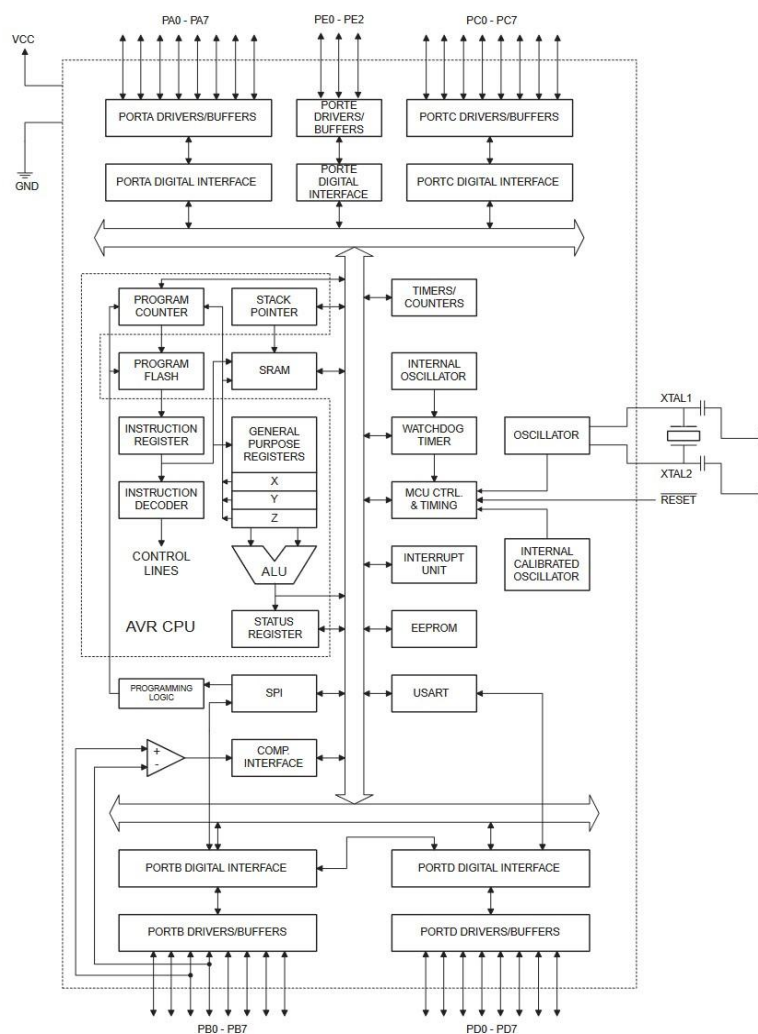 PA0 - PA7
PE0 - PE2
PC0 - PC7
VCC
GND
PORTA DRIVERS/BUFFERS
PORTE
DRIVERS/
BUFFERS
PORTC DRIVERS/BUFFERS
PORTA DIGITAL INTERFACE
PORTE
DIGITAL
INTERFACE
PORTC DIGITAL INTERFACE
PROGRAM
COUNTER
STACK
POINTER
TIMERS/
COUNTERS
PROGRAM
FLASH
SRAM
INTERNAL
OSCILLATOR
XTAL1
INSTRUCTION
REGISTER
GENERAL
PURPOSE
REGISTERS
WATCHDOG
TIMER
OSCILLATOR
XTAL2
X
Y
Z
INSTRUCTION
DECODER
MCU CTRL.
& TIMING
RESET
CONTROL
LINES
ALU
INTERRUPT
UNIT
INTERNAL
CALIBRATED
OSCILLATOR
AVR CPU
STATUS
REGISTER
EEPROM
PROGRAMMING
LOGIC
SPI
USART
+
-
COMP.
INTERFACE
PORTB DIGITAL INTERFACE
PORTD DIGITAL INTERFACE
PORTB DRIVERS/BUFFERS
PORTD DRIVERS/BUFFERS
PB0 - PB7
PD0 - PD7